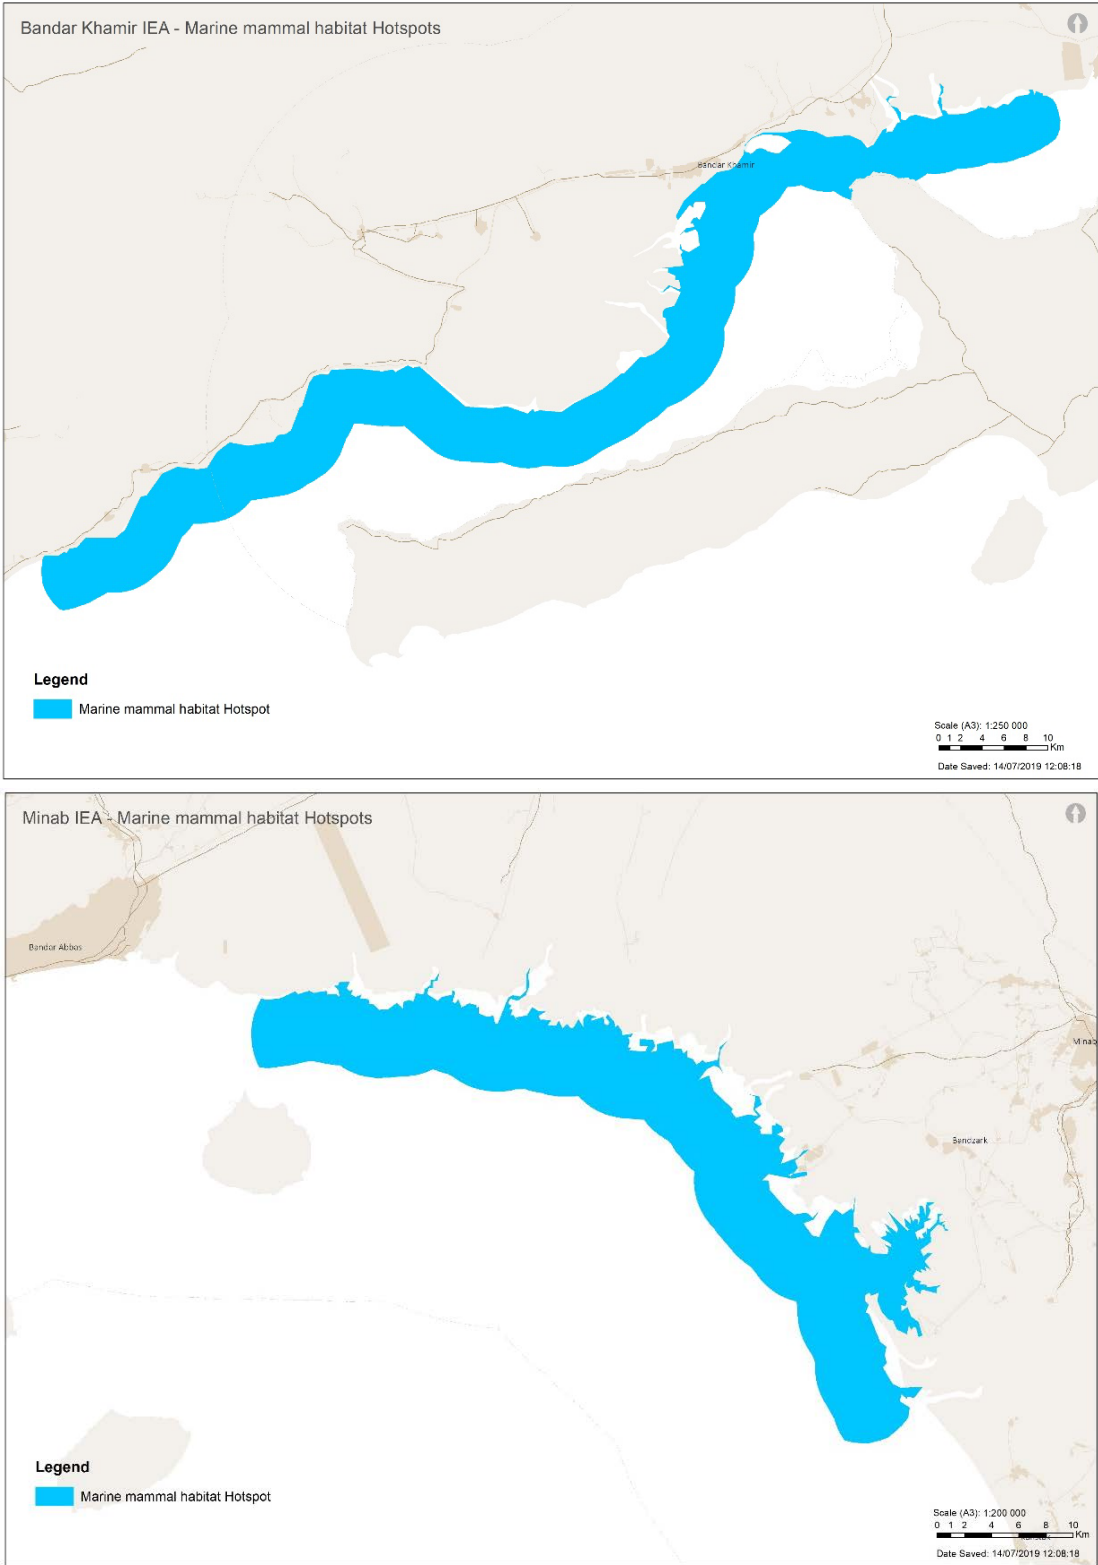 Bandar Khamir IEA - Marine mammal habitat Hotspots
Bandar Khamir
Legend
Marine mammal habitat Hotspot
Scale (A3): 1:250 000
0 1 2 4 6 8 10
Km
Date Saved: 14/07/2019 12:08:18
Minab IEA - Marine mammal habitat Hotspots
Bandar Abbas
Minab
Bandzark
Legend
Marine mammal habitat Hotspot
Scale (A3): 1:200 000
0 1 2 4 6 8 10
Km
Date Saved: 14/07/2019 12:08:18